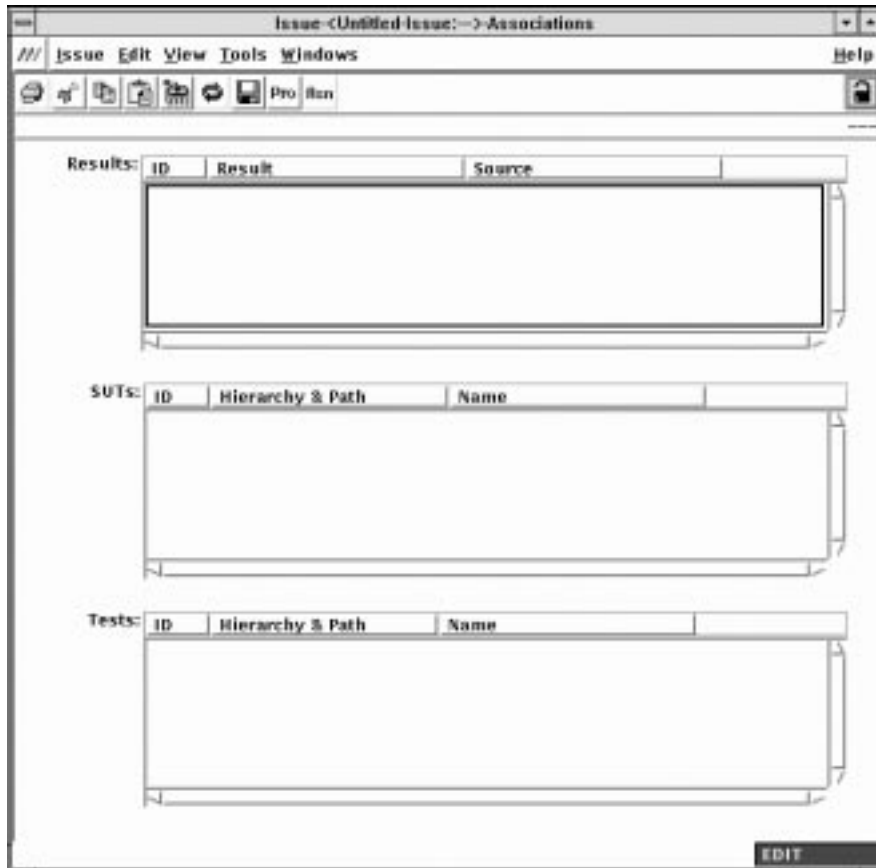 Issue <Untitled Issue:--> Associations
/// Issue Edit View Tools Windows Help
Pro Rsn
---
Results: ID Result Source
SUTs: ID Hierarchy & Path Name
Tests: ID Hierarchy & Path Name
EDIT